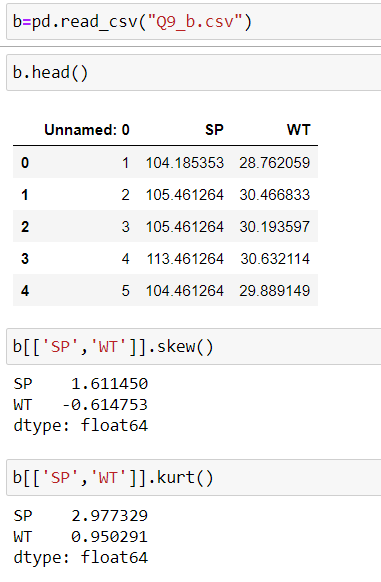 b=pd.read_csv("Q9_b.csv")
b.head()
Unnamed: 0 SP WT
0 1 104.185353 28.762059
1 2 105.461264 30.466833
2 3 105.461264 30.193597
3 4 113.461264 30.632114
4 5 104.461264 29.889149
b[['SP','WT']].skew()
SP 1.611450
WT -0.614753
dtype: float64
b[['SP','WT']].kurt()
SP 2.977329
WT 0.950291
dtype: float64